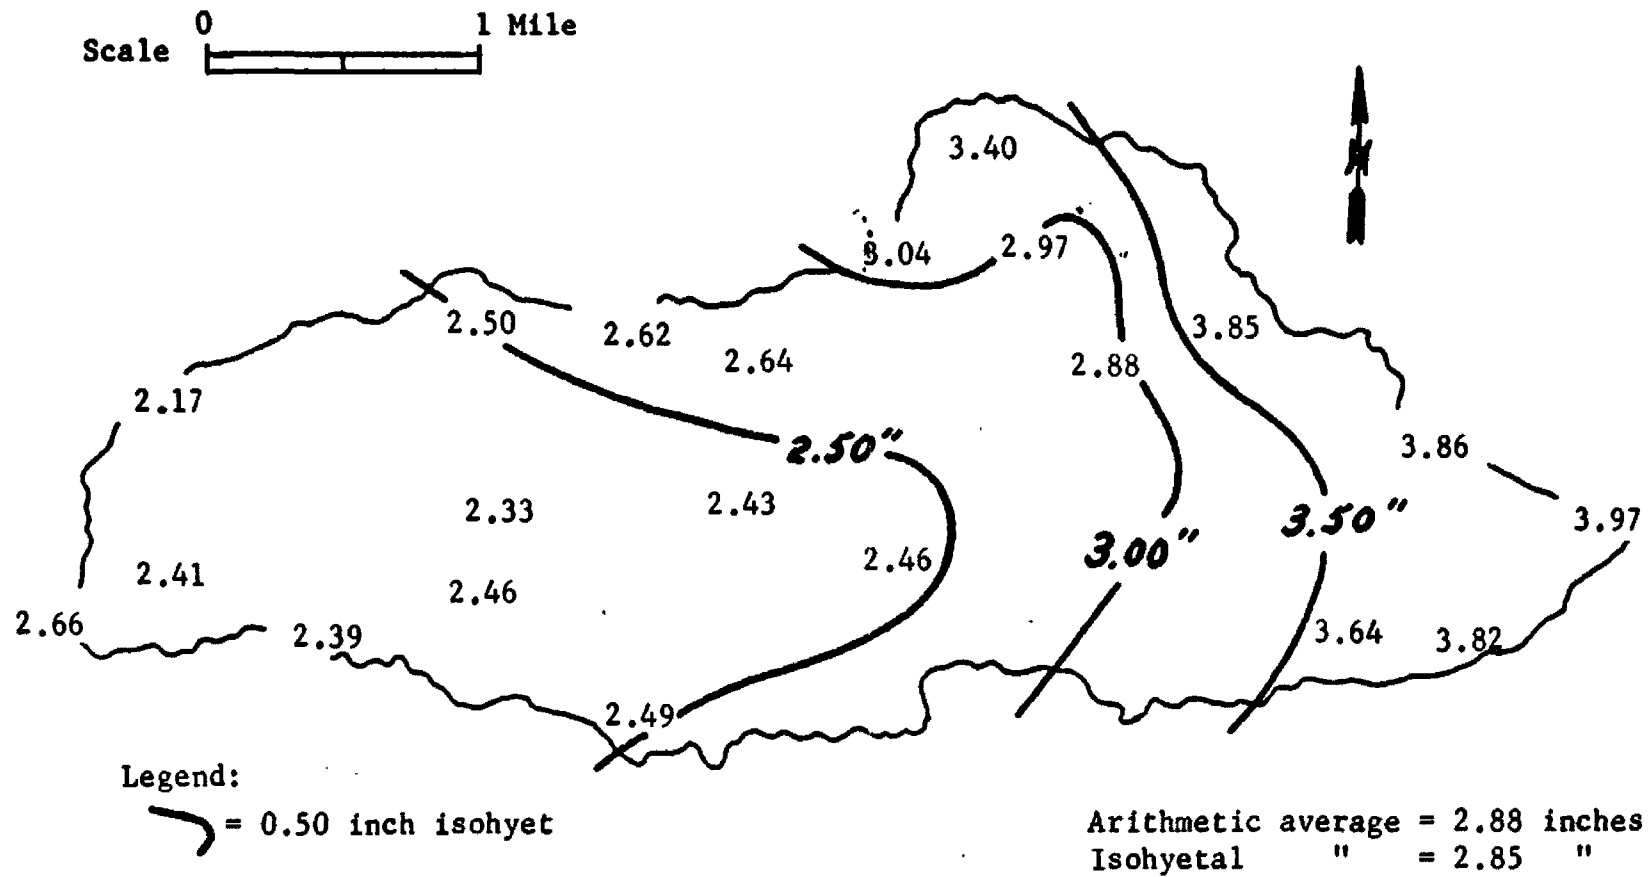 0 1 Mile
Scale
N
3.40
3.04 2.97
2.50 2.62 3.85
2.64 2.88
2.17
2.50" 3.86
2.33 2.43 3.50" 3.97
2.46 3.00"
2.41 2.46
2.66 2.39 3.64 3.82
2.49
Legend:
= 0.50 inch isohyet
Arithmetic average = 2.88 inches
Isohyetal " = 2.85 "